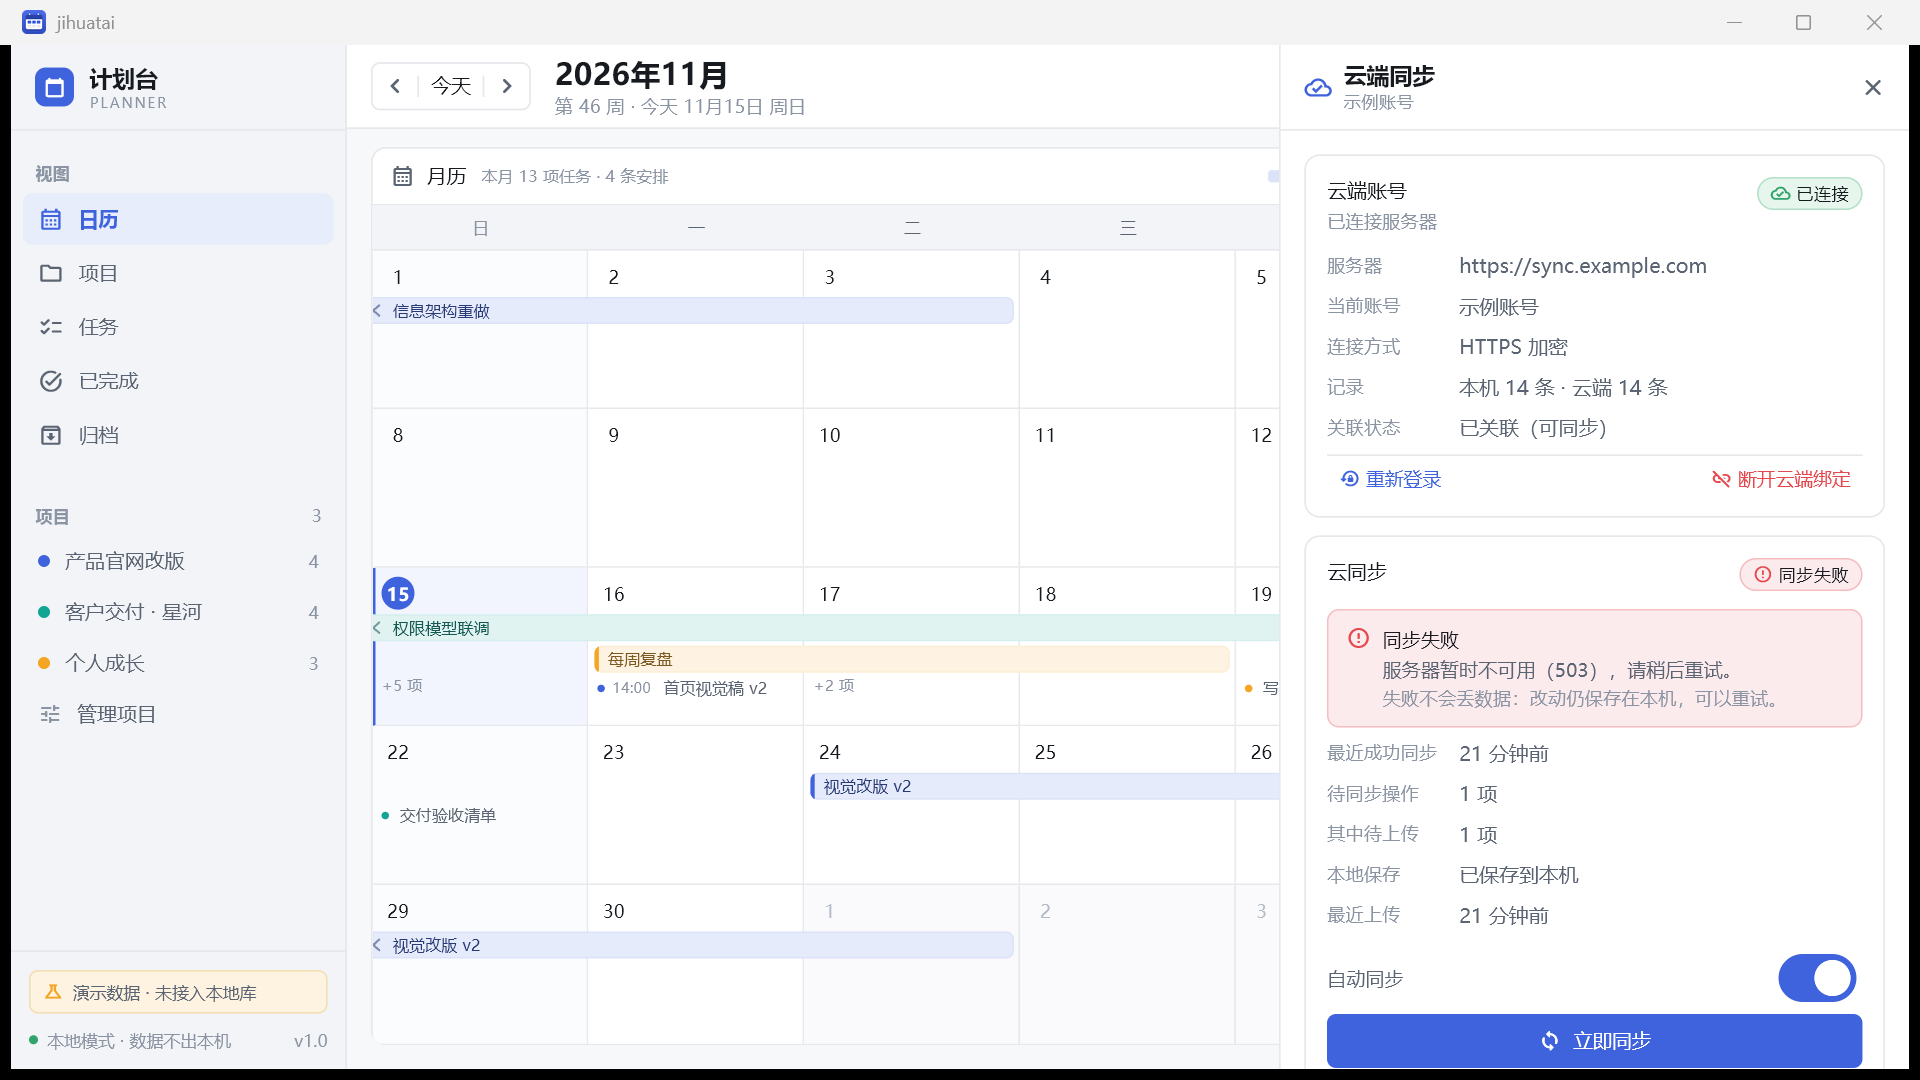 jihuatai
计划台
PLANNER
视图
日历
项目
任务
已完成
归档
项目 3
产品官网改版 4
客户交付 · 星河 4
个人成长 3
管理项目
演示数据 · 未接入本地库
本地模式 · 数据不出本机 v1.0
今天
2026年11月
第 46 周 · 今天 11月15日 周日
月历 本月 13 项任务 · 4 条安排
日 一 二 三
1 2 3 4 5
信息架构重做
8 9 10 11 12
15 16 17 18 19
权限模型联调
每周复盘
+5 项 14:00 首页视觉稿 v2 +2 项 写
22 23 24 25 26
视觉改版 v2
交付验收清单
29 30 1 2 3
视觉改版 v2
云端同步
示例账号
云端账号 已连接
已连接服务器
服务器 https://sync.example.com
当前账号 示例账号
连接方式 HTTPS 加密
记录 本机 14 条 · 云端 14 条
关联状态 已关联（可同步）
重新登录 断开云端绑定
云同步 同步失败
同步失败
服务器暂时不可用（503），请稍后重试。
失败不会丢数据：改动仍保存在本机，可以重试。
最近成功同步 21 分钟前
待同步操作 1 项
其中待上传 1 项
本地保存 已保存到本机
最近上传 21 分钟前
自动同步
立即同步